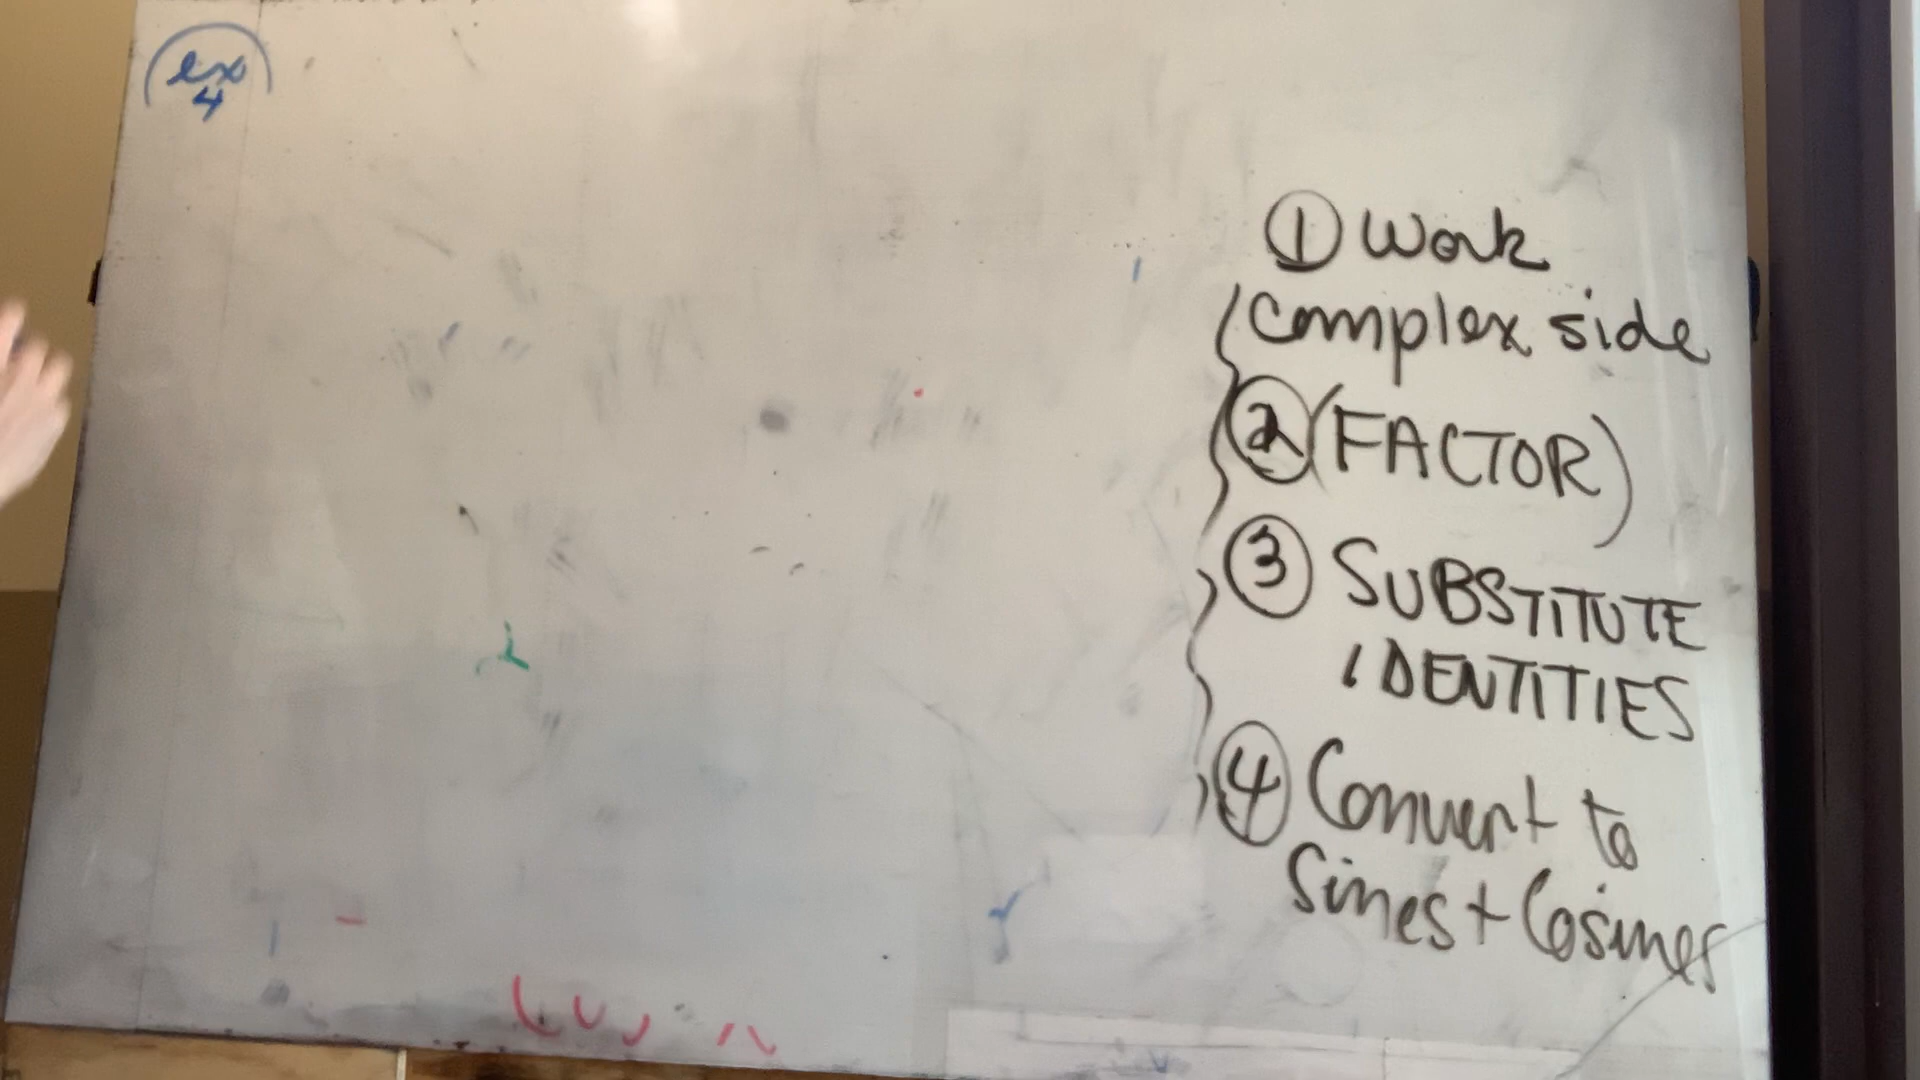 ex
4
① Work
complex side
② (FACTOR)
③ SUBSTITUTE
IDENTITIES
④ Convert to
Sines + Cosines